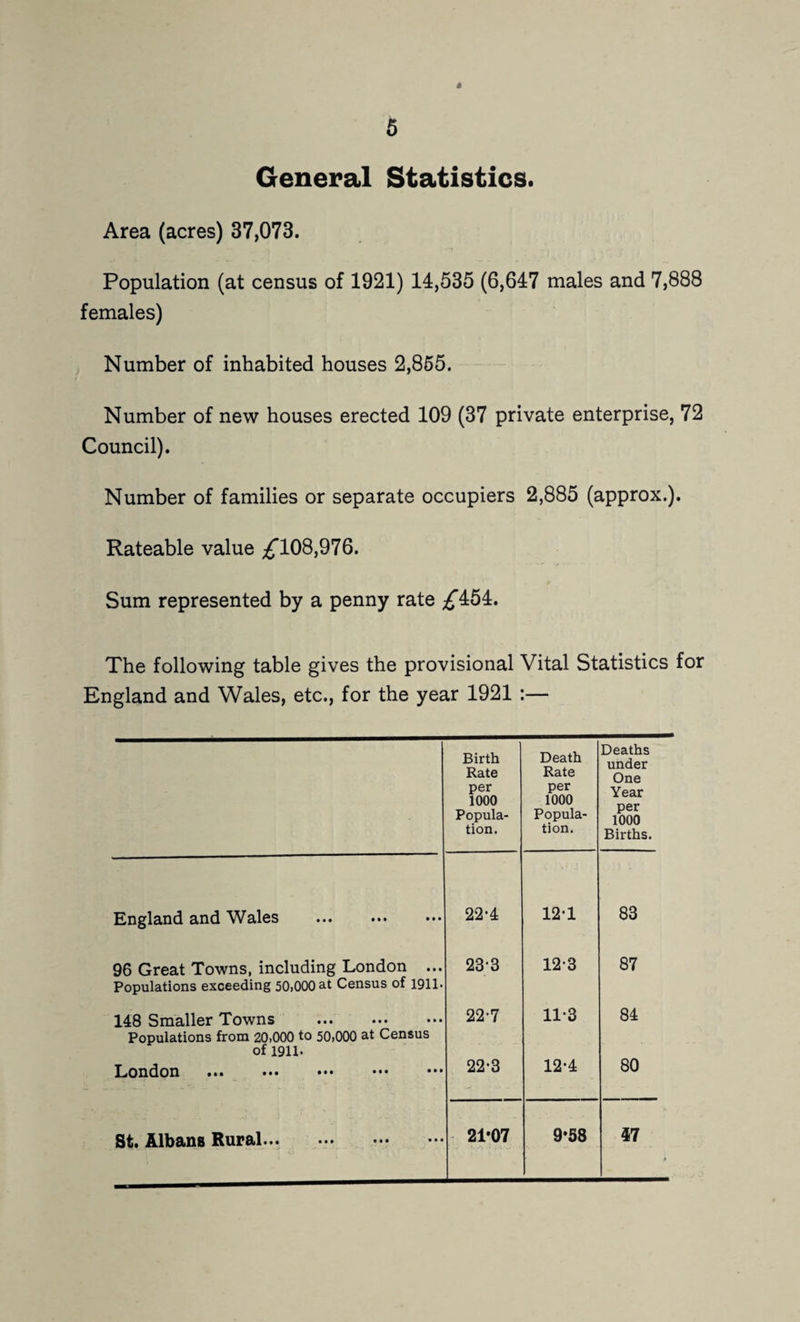 5
General Statistics.
Area (acres) 37,073.
Population (at census of 1921) 14,535 (6,647 males and 7,888
females)
Number of inhabited houses 2,855.
Number of new houses erected 109 (37 private enterprise, 72
Council).
Number of families or separate occupiers 2,885 (approx.).
Rateable value £108,976.
Sum represented by a penny rate £454.
The following table gives the provisional Vital Statistics for
England and Wales, etc., for the year 1921 :—
Birth Rate per 1000 Popula- tion. Death Rate per 1000 Popula- tion. Deaths under One Year per 1000 Births.
England and Wales ... ... ... 22·4 12·1 83
96 Great Towns, including London ... 23·3 12·3 87
Populations exceeding 50,000 at Census of 1911.
148 Smaller Towns ... ... ... 22·7 11·3 84
Populations from 20,000 to 50,000 at Census
of 1911.
London ... ... ... ... ... 22·3 12·4 80
St. Albans Rural... ... ... ... 21·07 9·58 47